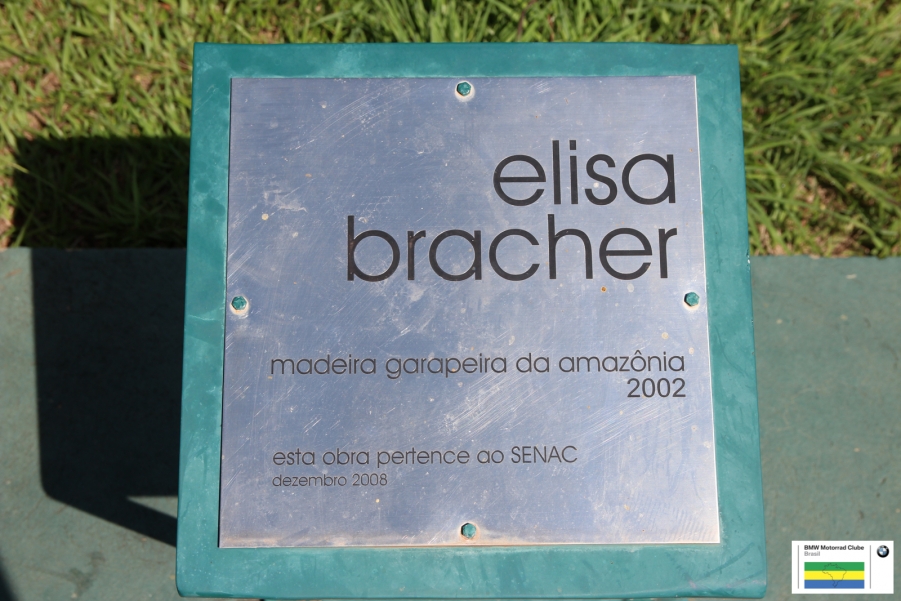 elisa
bracher
madeira garapeira da amazônia
2002
esta obra pertence ao SENAC
dezembro 2008
BMW Motorrad Clube
Brasil